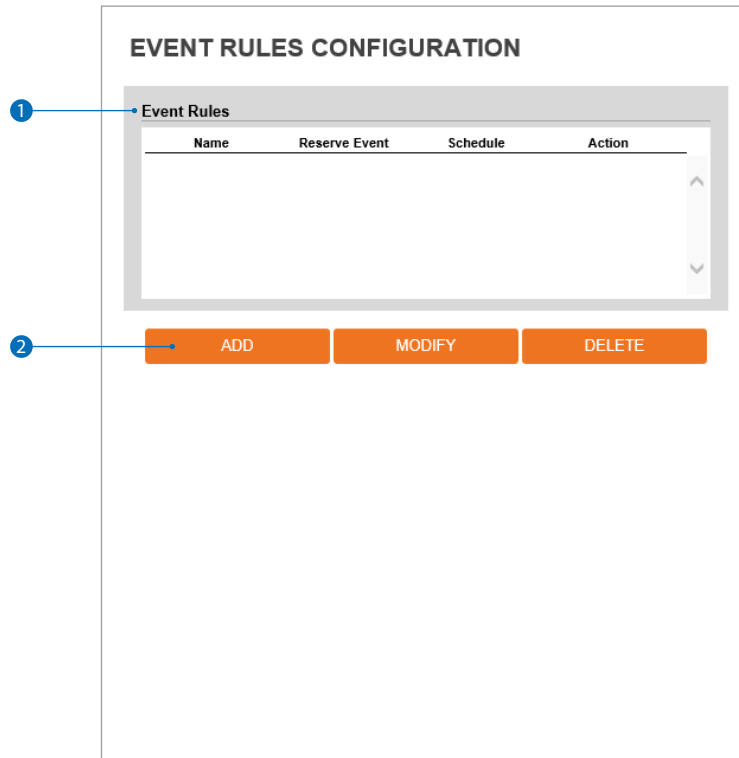 EVENT RULES CONFIGURATION
1 Event Rules
Name Reserve Event Schedule Action
2 ADD MODIFY DELETE